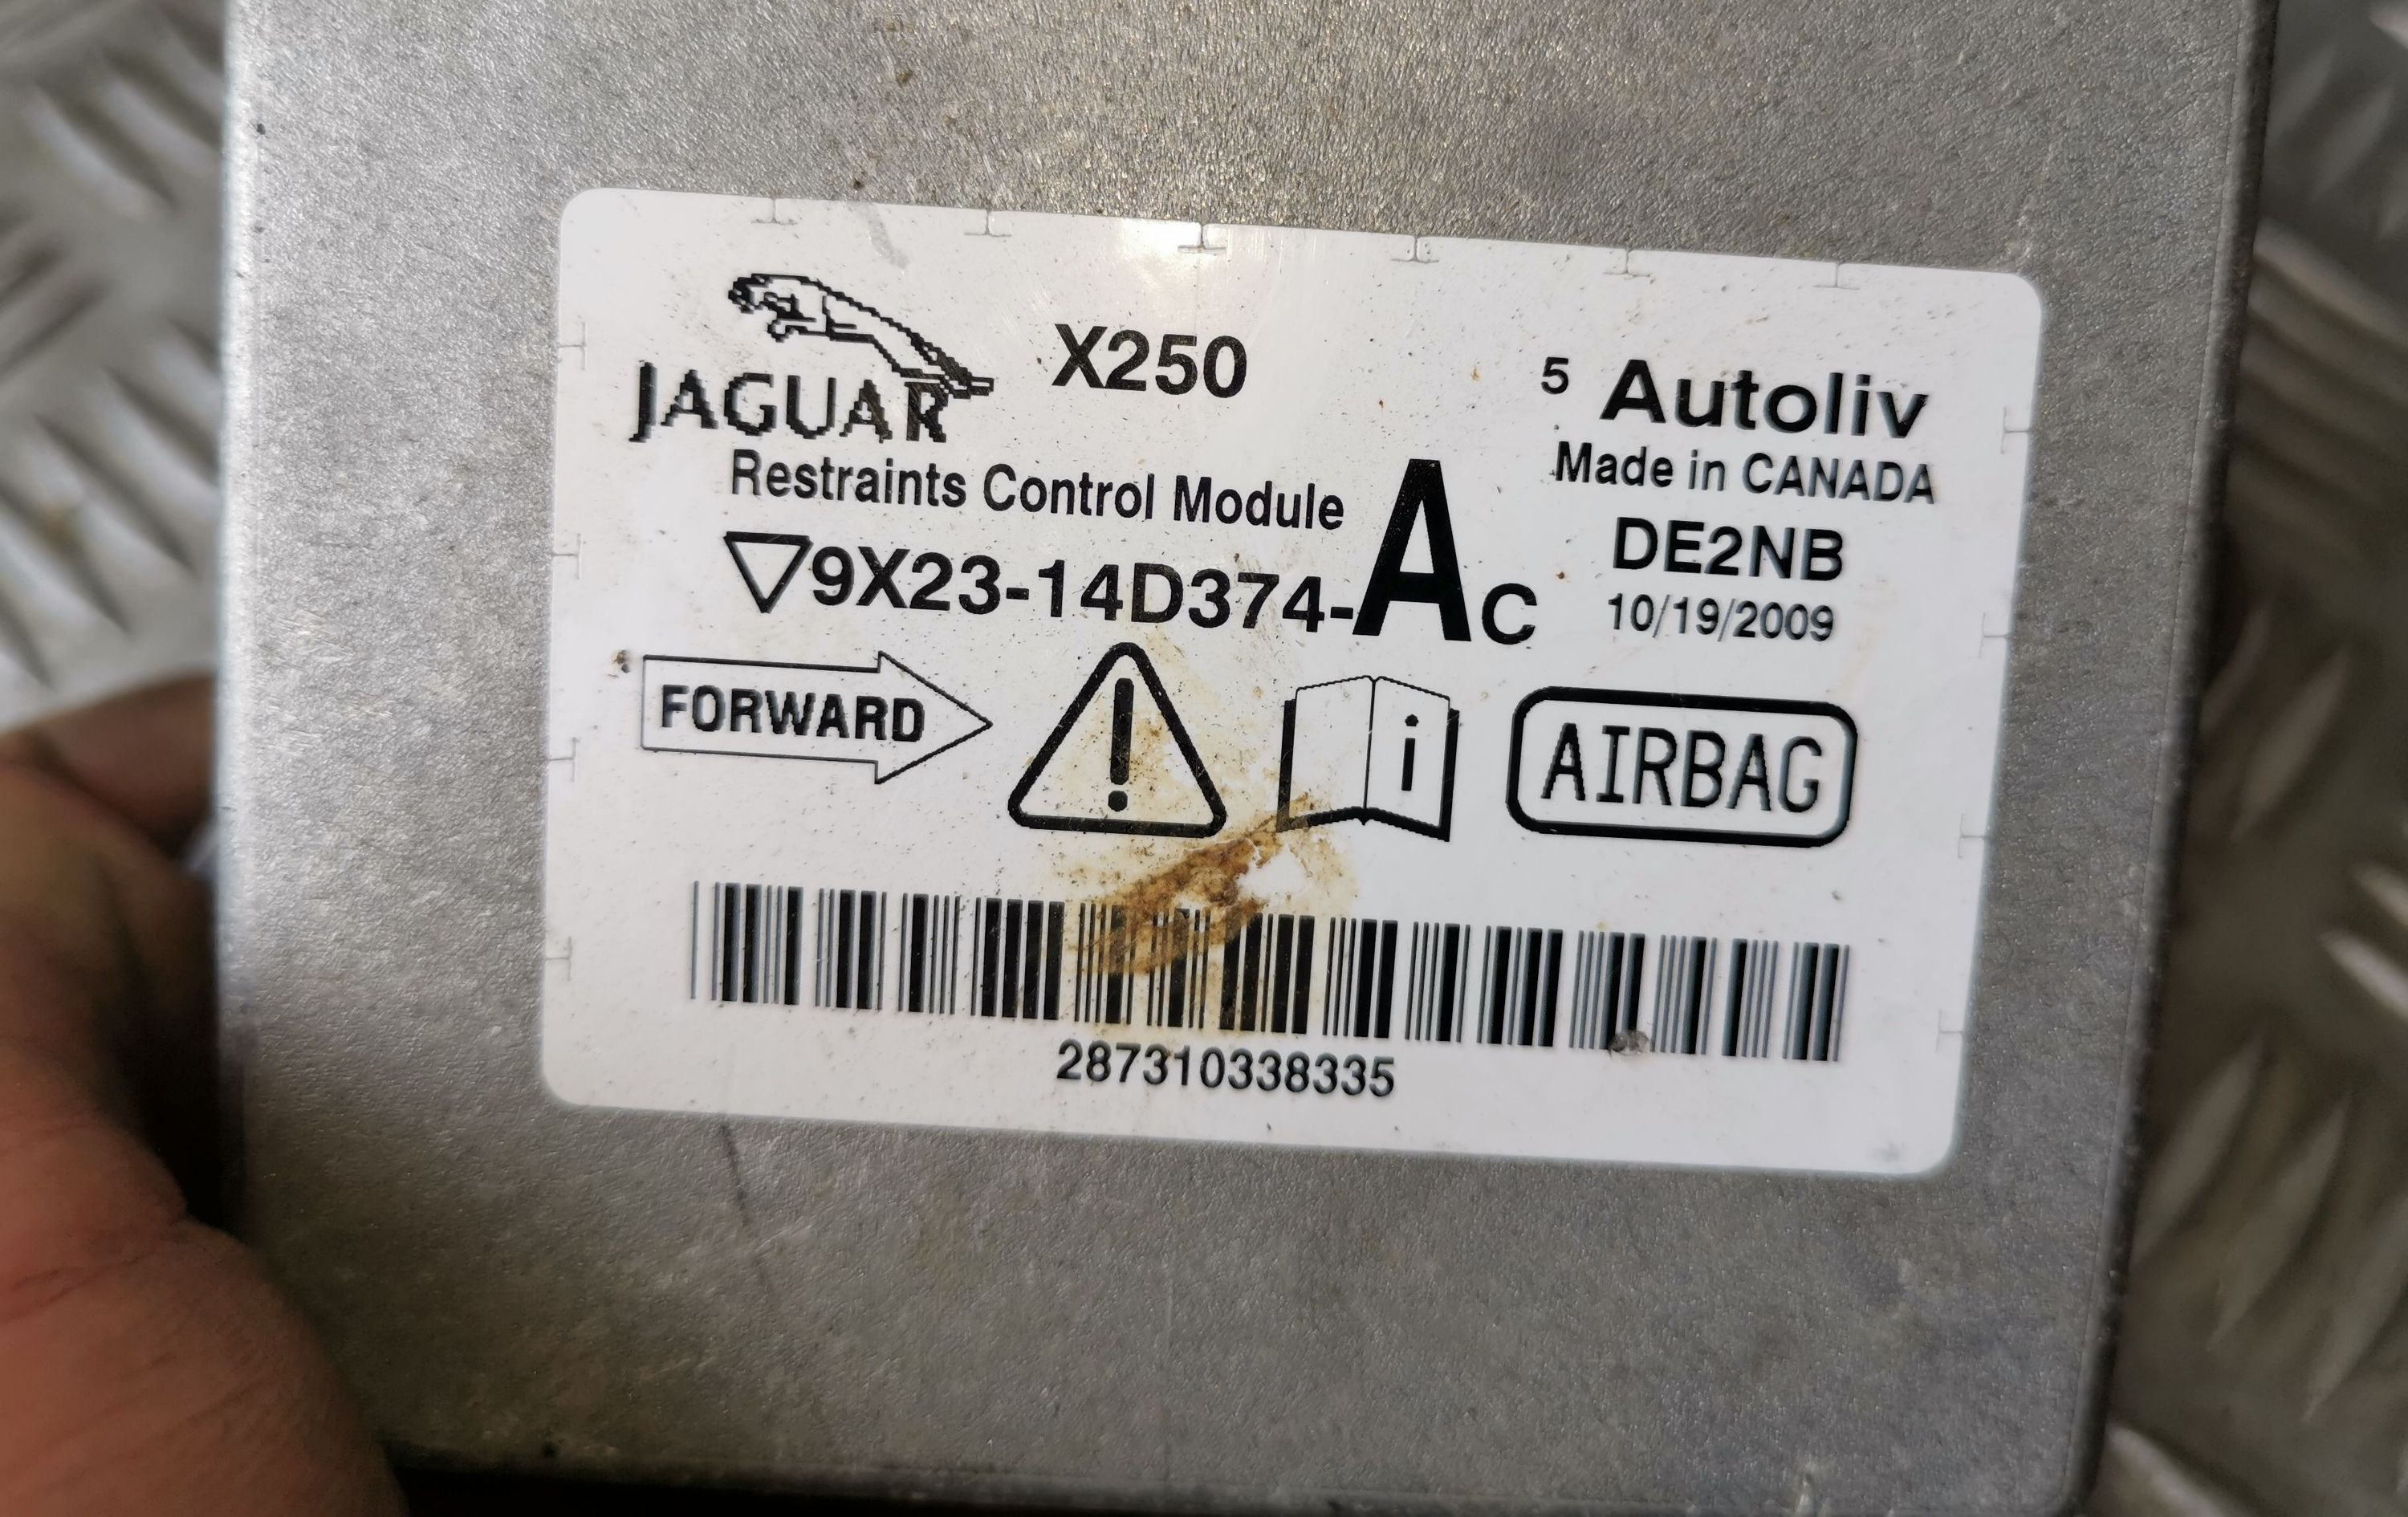 JAGUAR
X250
5 Autoliv
Made in CANADA
Restraints Control Module
DE2NB
9X23-14D374-AC
10/19/2009
FORWARD
!
i
AIRBAG
287310338335